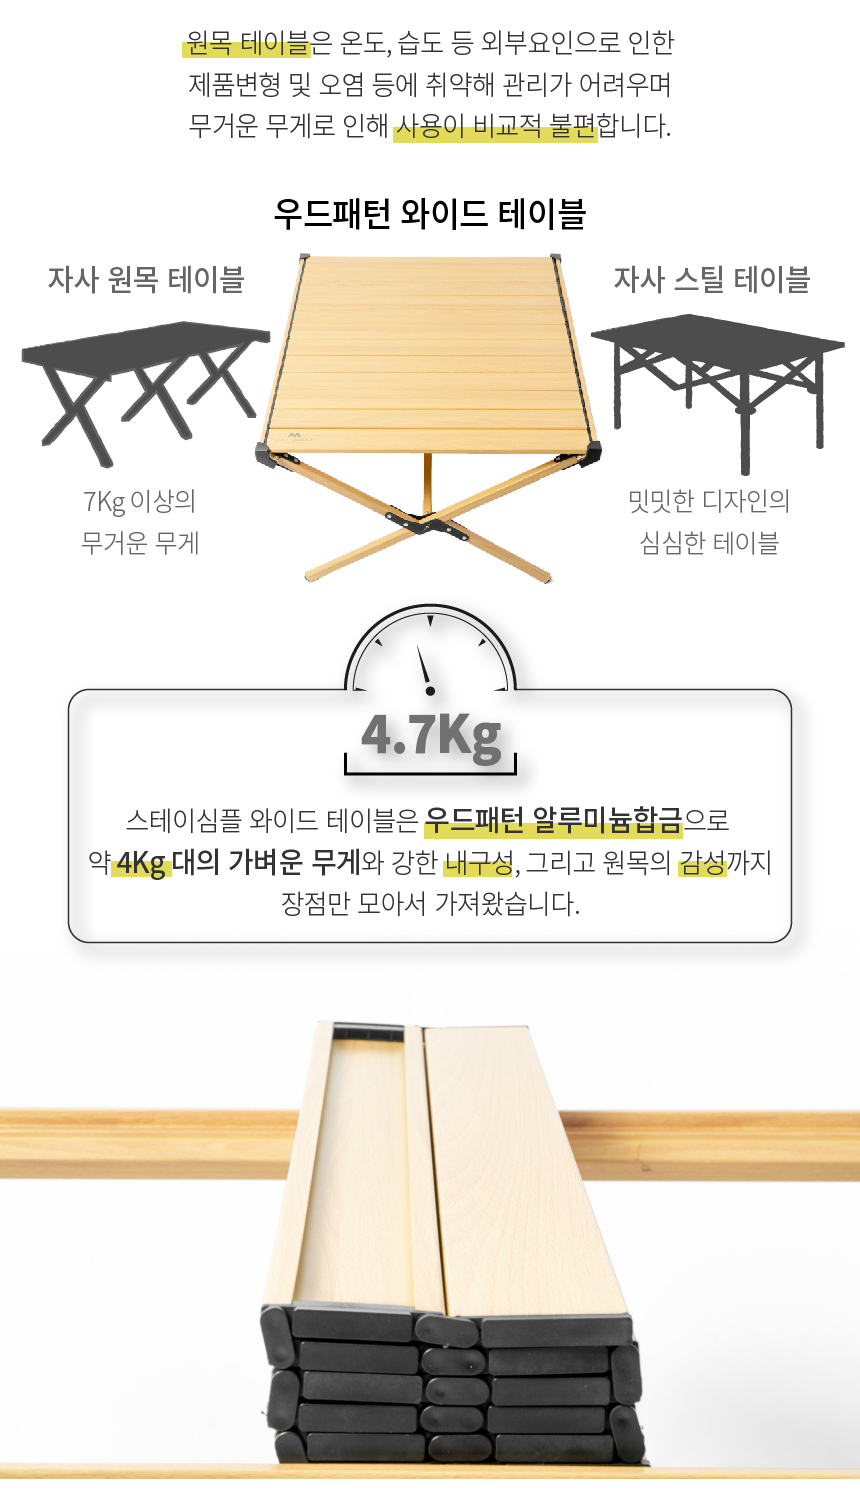 원목 테이블은 온도, 습도 등 외부요인으로 인한
제품변형 및 오염 등에 취약해 관리가 어려우며
무거운 무게로 인해 사용이 비교적 불편합니다.
우드패턴 와이드 테이블
자사 원목 테이블
자사 스틸 테이블
7Kg 이상의
무거운 무게
밋밋한 디자인의
심심한 테이블
4.7Kg
스테이심플 와이드 테이블은 우드패턴 알루미늄합금으로
약 4Kg 대의 가벼운 무게와 강한 내구성, 그리고 원목의 감성까지
장점만 모아서 가져왔습니다.